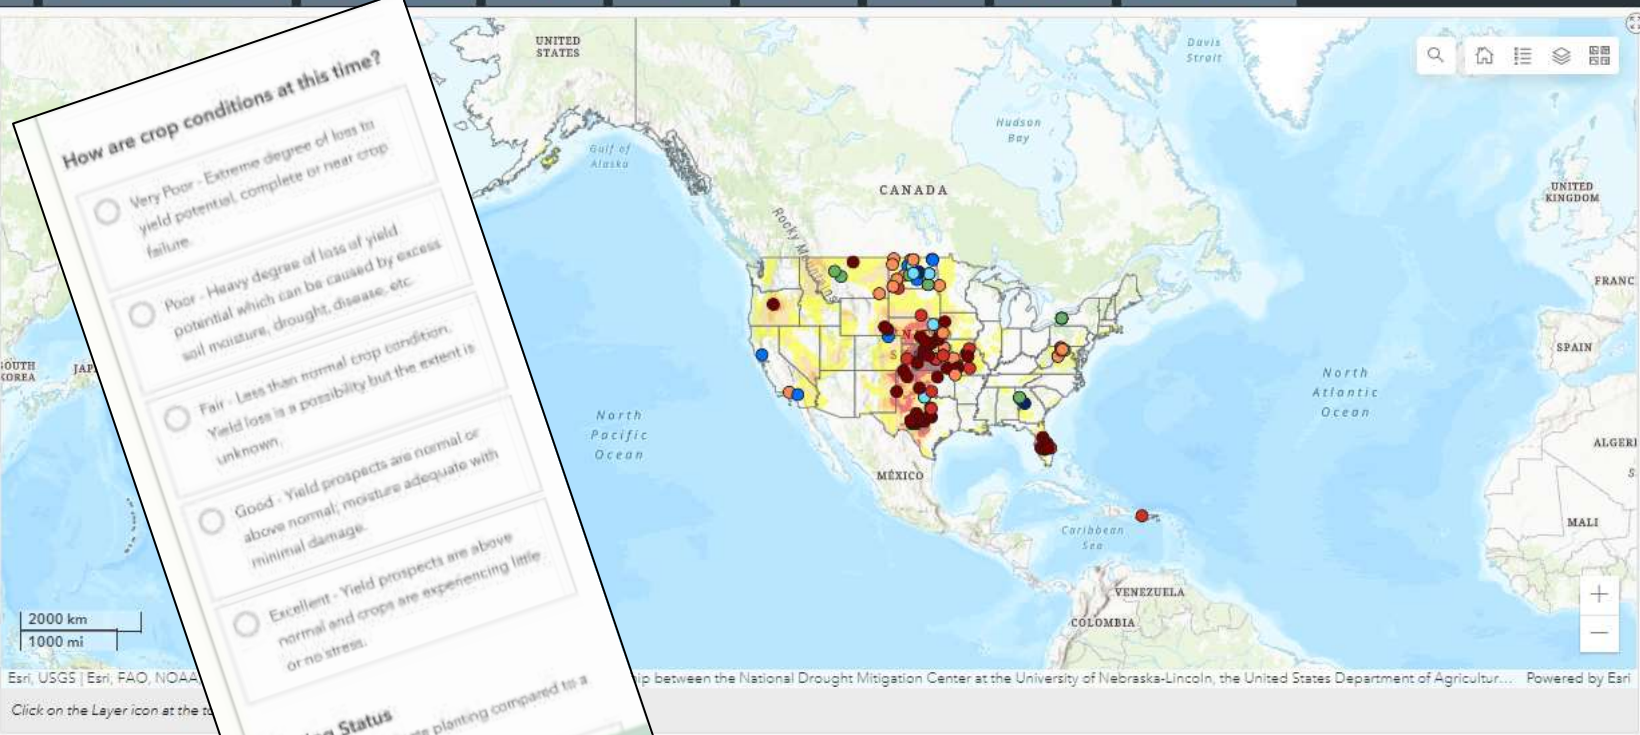 How are crop conditions at this time?
Very Poor - Extreme degree of loss to
yield potential, complete or near crop
failure.
Poor - Heavy degree of loss of yield
potential which can be caused by excess
soil moisture, drought, disease, etc.
Fair - Less than normal crop condition.
Yield loss is a possibility but the extent is
unknown.
Good - Yield prospects are normal or
above normal; moisture adequate with
minimal damage.
Excellent - Yield prospects are above
normal and crops are experiencing little
or no stress.
Status
planting compared to a
UNITED
STATES
Gulf of
Alaska
Rocky Mountains
CANADA
Hudson
Bay
Davis
Strait
UNITED
KINGDOM
FRANC
SPAIN
ALGERI
MALI
North
Atlantic
Ocean
North
Pacific
Ocean
MÉXICO
Caribbean
Sea
VENEZUELA
COLOMBIA
OUTH
KOREA
JAP
2000 km
1000 mi
Esri, USGS | Esri, FAO, NOAA
ip between the National Drought Mitigation Center at the University of Nebraska-Lincoln, the United States Department of Agricultur...
Powered by Esri
Click on the Layer icon at the to